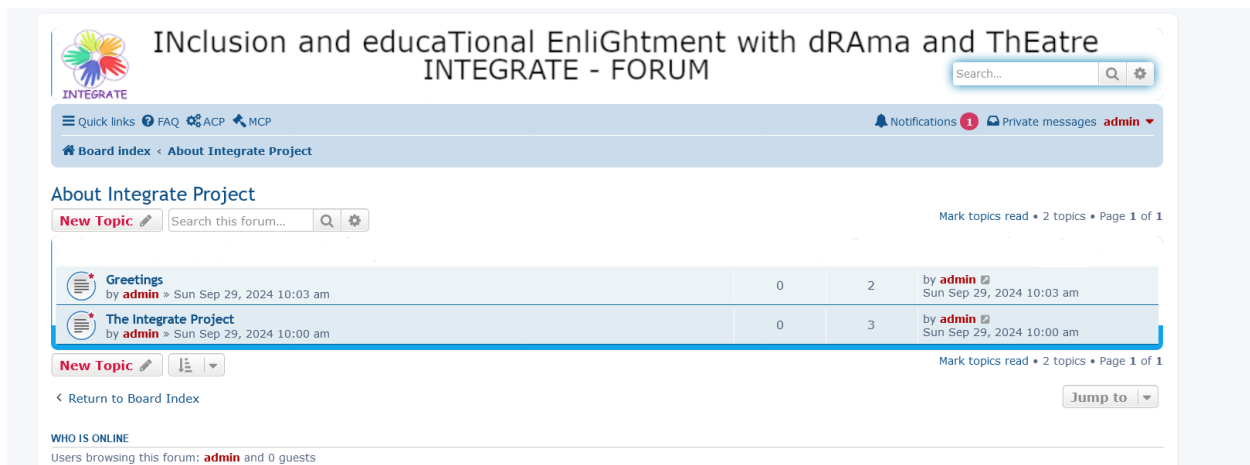 INclusion and educaTional EnliGhtment with dRAma and ThEatre
INTEGRATE - FORUM
INTEGRATE
Search…
Quick links FAQ ACP MCP
Notifications 1 Private messages admin
Board index ‹ About Integrate Project
About Integrate Project
New Topic Search this forum…
Mark topics read • 2 topics • Page 1 of 1
Greetings
by admin » Sun Sep 29, 2024 10:03 am
0 2
by admin
Sun Sep 29, 2024 10:03 am
The Integrate Project
by admin » Sun Sep 29, 2024 10:00 am
0 3
by admin
Sun Sep 29, 2024 10:00 am
New Topic
Mark topics read • 2 topics • Page 1 of 1
Return to Board Index
Jump to
WHO IS ONLINE
Users browsing this forum: admin and 0 guests